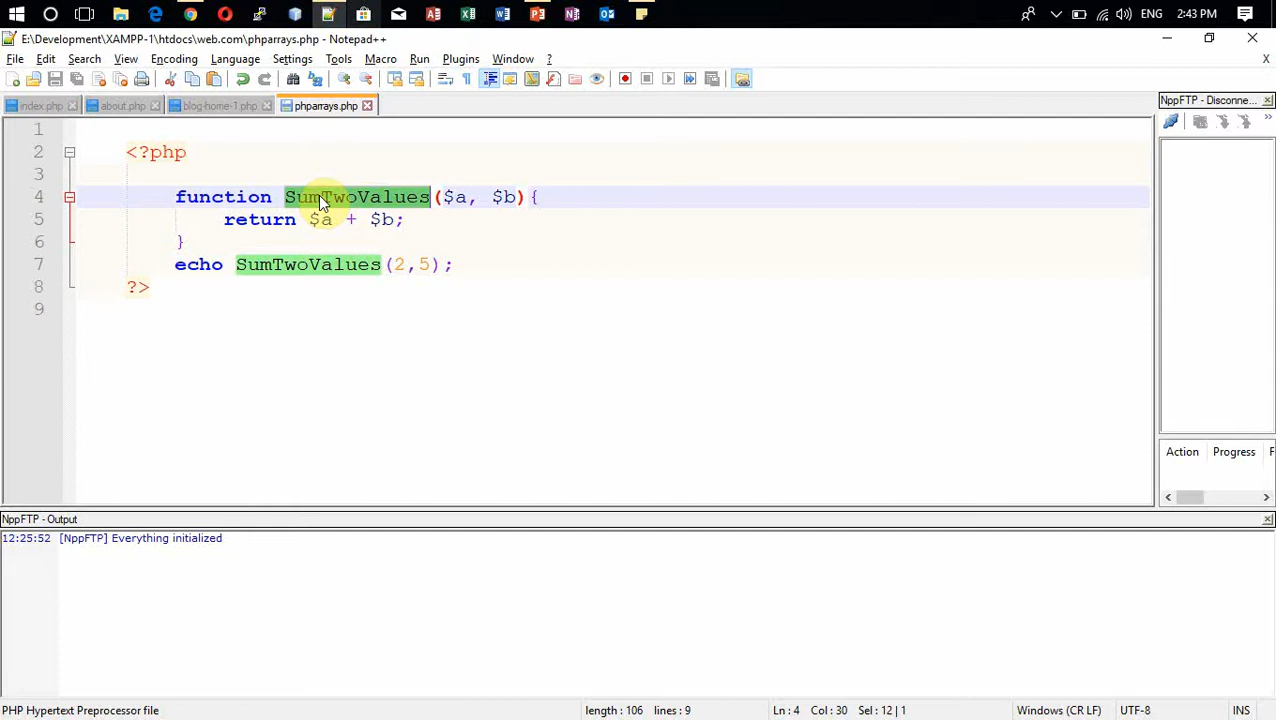 ENG 2:43 PM
E:\Development\XAMPP-1\htdocs\web.com\phparrays.php - Notepad++
File Edit Search View Encoding Language Settings Tools Macro Run Plugins Window ? X
index.php about.php blog-home-1.php phparrays.php
NppFTP - Disconne...
1
2 <?php
3
4 function SumTwoValues($a, $b){
5 return $a + $b;
6 }
7 echo SumTwoValues(2,5);
8 ?>
9
Action Progress F
NppFTP - Output
12:25:52 [NppFTP] Everything initialized
PHP Hypertext Preprocessor file length : 106 lines : 9 Ln : 4 Col : 30 Sel : 12 | 1 Windows (CR LF) UTF-8 INS